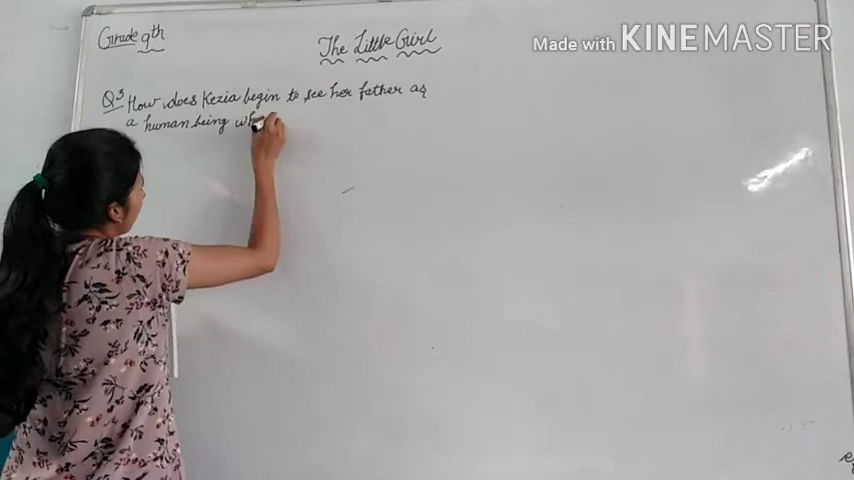 Grade 9th
The Little Girl
Made with KINEMASTER
Q3 How does Kezia begin to see her father as
a human being wh